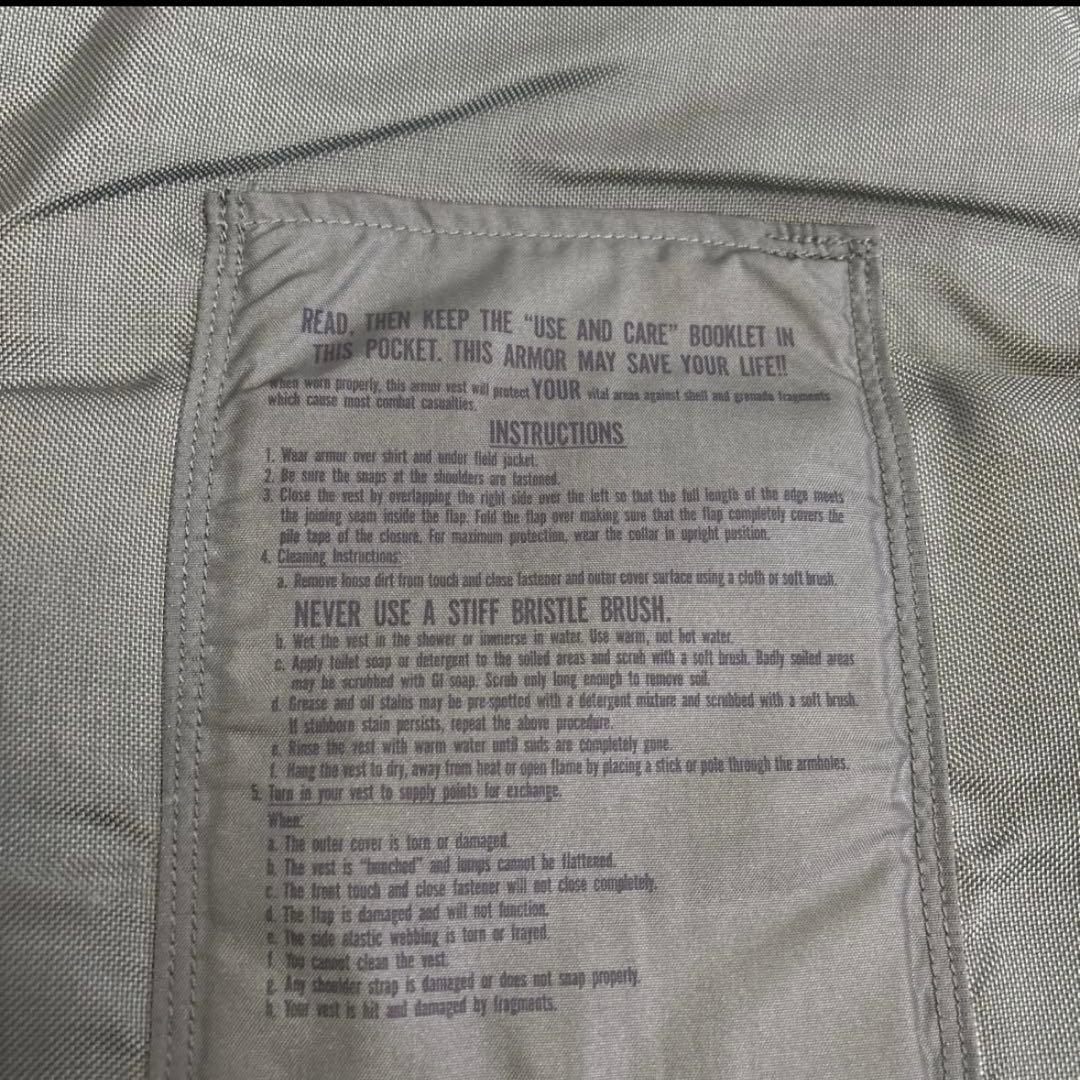 READ, THEN KEEP THE “USE AND CARE” BOOKLET IN
THIS POCKET. THIS ARMOR MAY SAVE YOUR LIFE!!
When worn properly, this armor vest will protect YOUR vital areas against shell and grenade fragments
which cause most combat casualties.
INSTRUCTIONS
1. Wear armor over shirt and under field jacket.
2. Be sure the snaps at the shoulders are fastened.
3. Close the vest by overlapping the right side over the left so that the full length of the edge meets
the joining seam inside the flap. Fold the flap over making sure that the flap completely covers the
pile tape of the closure. For maximum protection, wear the collar in upright position.
4. Cleaning Instructions:
a. Remove loose dirt from touch and close fastener and outer cover surface using a cloth or soft brush.
NEVER USE A STIFF BRISTLE BRUSH.
b. Wet the vest in the shower or immerse in water. Use warm, not hot water.
c. Apply toilet soap or detergent to the soiled areas and scrub with a soft brush. Badly soiled areas
may be scrubbed with GI soap. Scrub only long enough to remove soil.
d. Grease and oil stains may be pre-spotted with a detergent mixture and scrubbed with a soft brush.
If stubborn stain persists, repeat the above procedure.
e. Rinse the vest with warm water until suds are completely gone.
f. Hang the vest to dry, away from heat or open flame by placing a stick or pole through the armholes.
5. Turn in your vest to supply points for exchange.
When:
a. The outer cover is torn or damaged.
b. The vest is “bunched” and lumps cannot be flattened.
c. The front touch and close fastener will not close completely.
d. The flap is damaged and will not function.
e. The side elastic webbing is torn or frayed.
f. You cannot clean the vest.
g. Any shoulder strap is damaged or does not snap properly.
h. Your vest is hit and damaged by fragments.